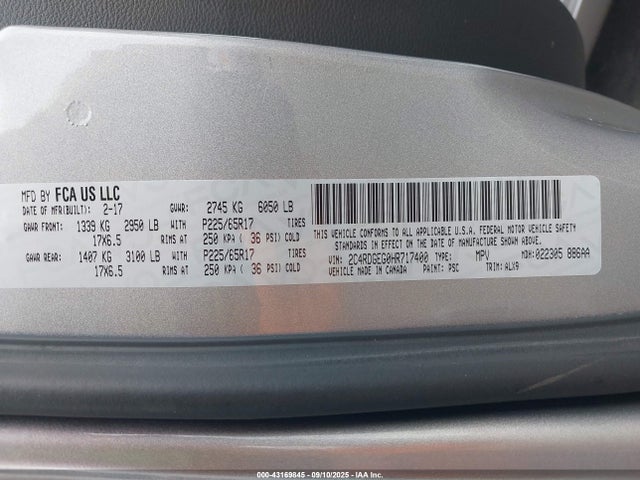 MFD BY FCA US LLC
DATE OF MFR(BUILT): 2-17 GVWR: 2745 KG 6050 LB
GAWR FRONT: 1339 KG 2950 LB WITH P225/65R17 TIRES
17X6.5 RIMS AT 250 KPA ( 36 PSI) COLD
GAWR REAR: 1407 KG 3100 LB WITH P225/65R17 TIRES
17X6.5 RIMS AT 250 KPA ( 36 PSI) COLD
THIS VEHICLE CONFORMS TO ALL APPLICABLE U.S.A. FEDERAL MOTOR VEHICLE SAFETY
STANDARDS IN EFFECT ON THE DATE OF MANUFACTURE SHOWN ABOVE.
VIN: 2C4RDGEG0HR717400 TYPE: MPV MDH: 022305 886AA
VEHICLE MADE IN CANADA PAINT: PSC TRIM: ALX9
000-43169845 - 09/10/2025 - IAA Inc.